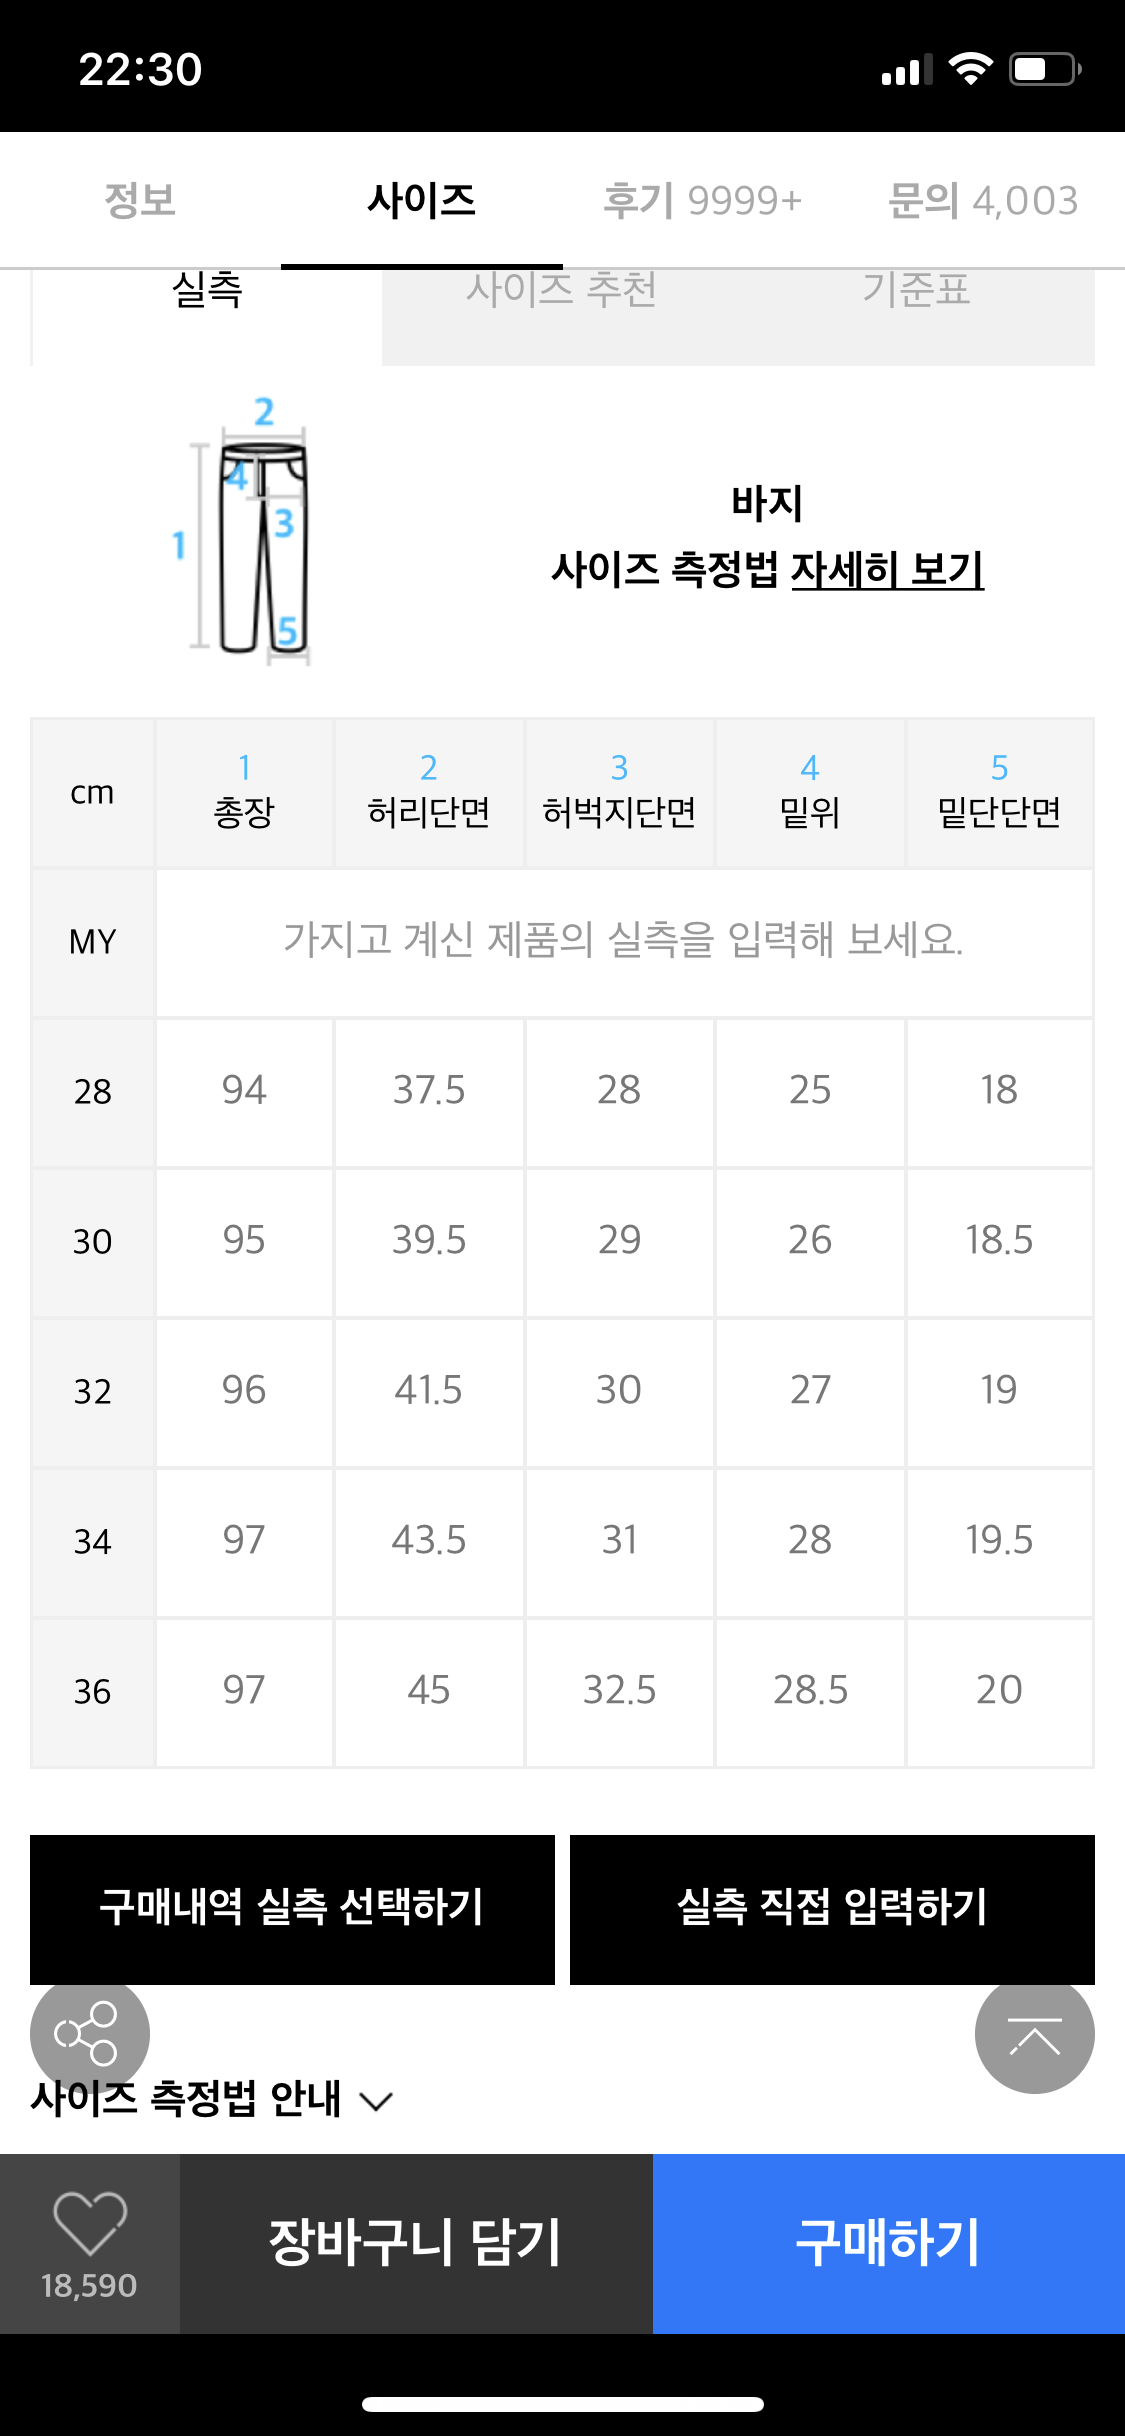 22:30
정보 사이즈 후기 9999+ 문의 4,003
실측 사이즈 추천 기준표
2
4
3
1
5
바지
사이즈 측정법 자세히 보기
cm 1 총장 2 허리단면 3 허벅지단면 4 밑위 5 밑단단면
MY 가지고 계신 제품의 실측을 입력해 보세요.
28 94 37.5 28 25 18
30 95 39.5 29 26 18.5
32 96 41.5 30 27 19
34 97 43.5 31 28 19.5
36 97 45 32.5 28.5 20
구매내역 실측 선택하기 실측 직접 입력하기
사이즈 측정법 안내
18,590 장바구니 담기 구매하기